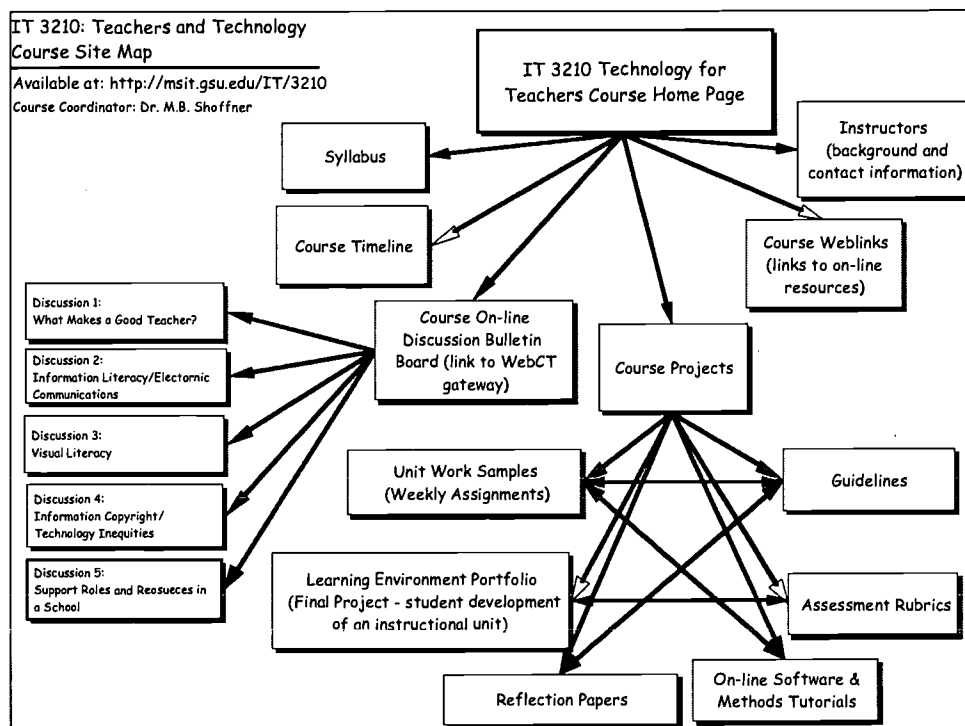 IT 3210: Teachers and Technology
Course Site Map
Available at: http://msit.gsu.edu/IT/3210
Course Coordinator: Dr. M.B. Shoffner
IT 3210 Technology for
Teachers Course Home Page
Syllabus
Instructors
(background and
contact information)
Course Timeline
Course Weblinks
(links to on-line
resources)
Discussion 1:
What Makes a Good Teacher?
Discussion 2:
Information Literacy/Electornic
Communications
Discussion 3:
Visual Literacy
Discussion 4:
Information Copyright/
Technology Inequities
Discussion 5:
Support Roles and Reosueces in
a School
Course On-line
Discussion Bulletin
Board (link to WebCT
gateway)
Course Projects
Unit Work Samples
(Weekly Assignments)
Guidelines
Learning Environment Portfolio
(Final Project - student development
of an instructional unit)
Assessment Rubrics
Reflection Papers
On-line Software &
Methods Tutorials